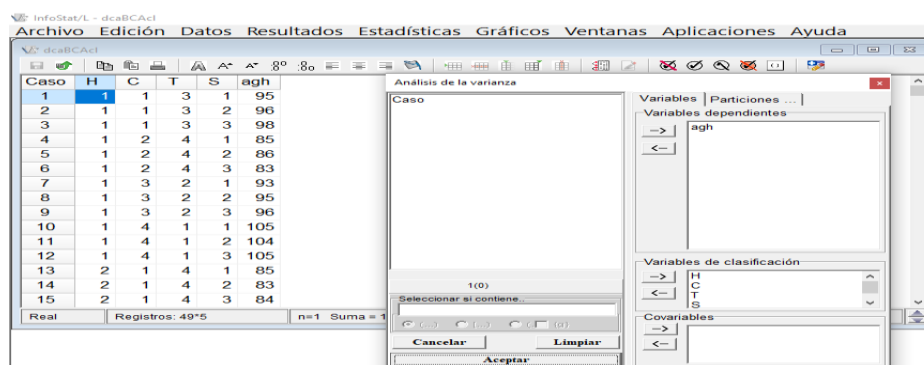 InfoStat/L - dcaBCAcl
Archivo Edición Datos Resultados Estadísticas Gráficos Ventanas Aplicaciones Ayuda
dcaBCAcl
Caso H C T S agh
1 1 1 3 1 95
2 1 1 3 2 96
3 1 1 3 3 98
4 1 2 4 1 85
5 1 2 4 2 86
6 1 2 4 3 83
7 1 3 2 1 93
8 1 3 2 2 95
9 1 3 2 3 96
10 1 4 1 1 105
11 1 4 1 2 104
12 1 4 1 3 105
13 2 1 4 1 85
14 2 1 4 2 83
15 2 1 4 3 84
Real Registros: 49*5 n=1 Suma = 1
Análisis de la varianza
Caso
1(0)
Seleccionar si contiene..
Cancelar Limpiar
Aceptar
Variables Particiones ...
Variables dependientes
-->
<--
agh
Variables de clasificación
-->
<--
H
C
T
S
Covariables
-->
<--